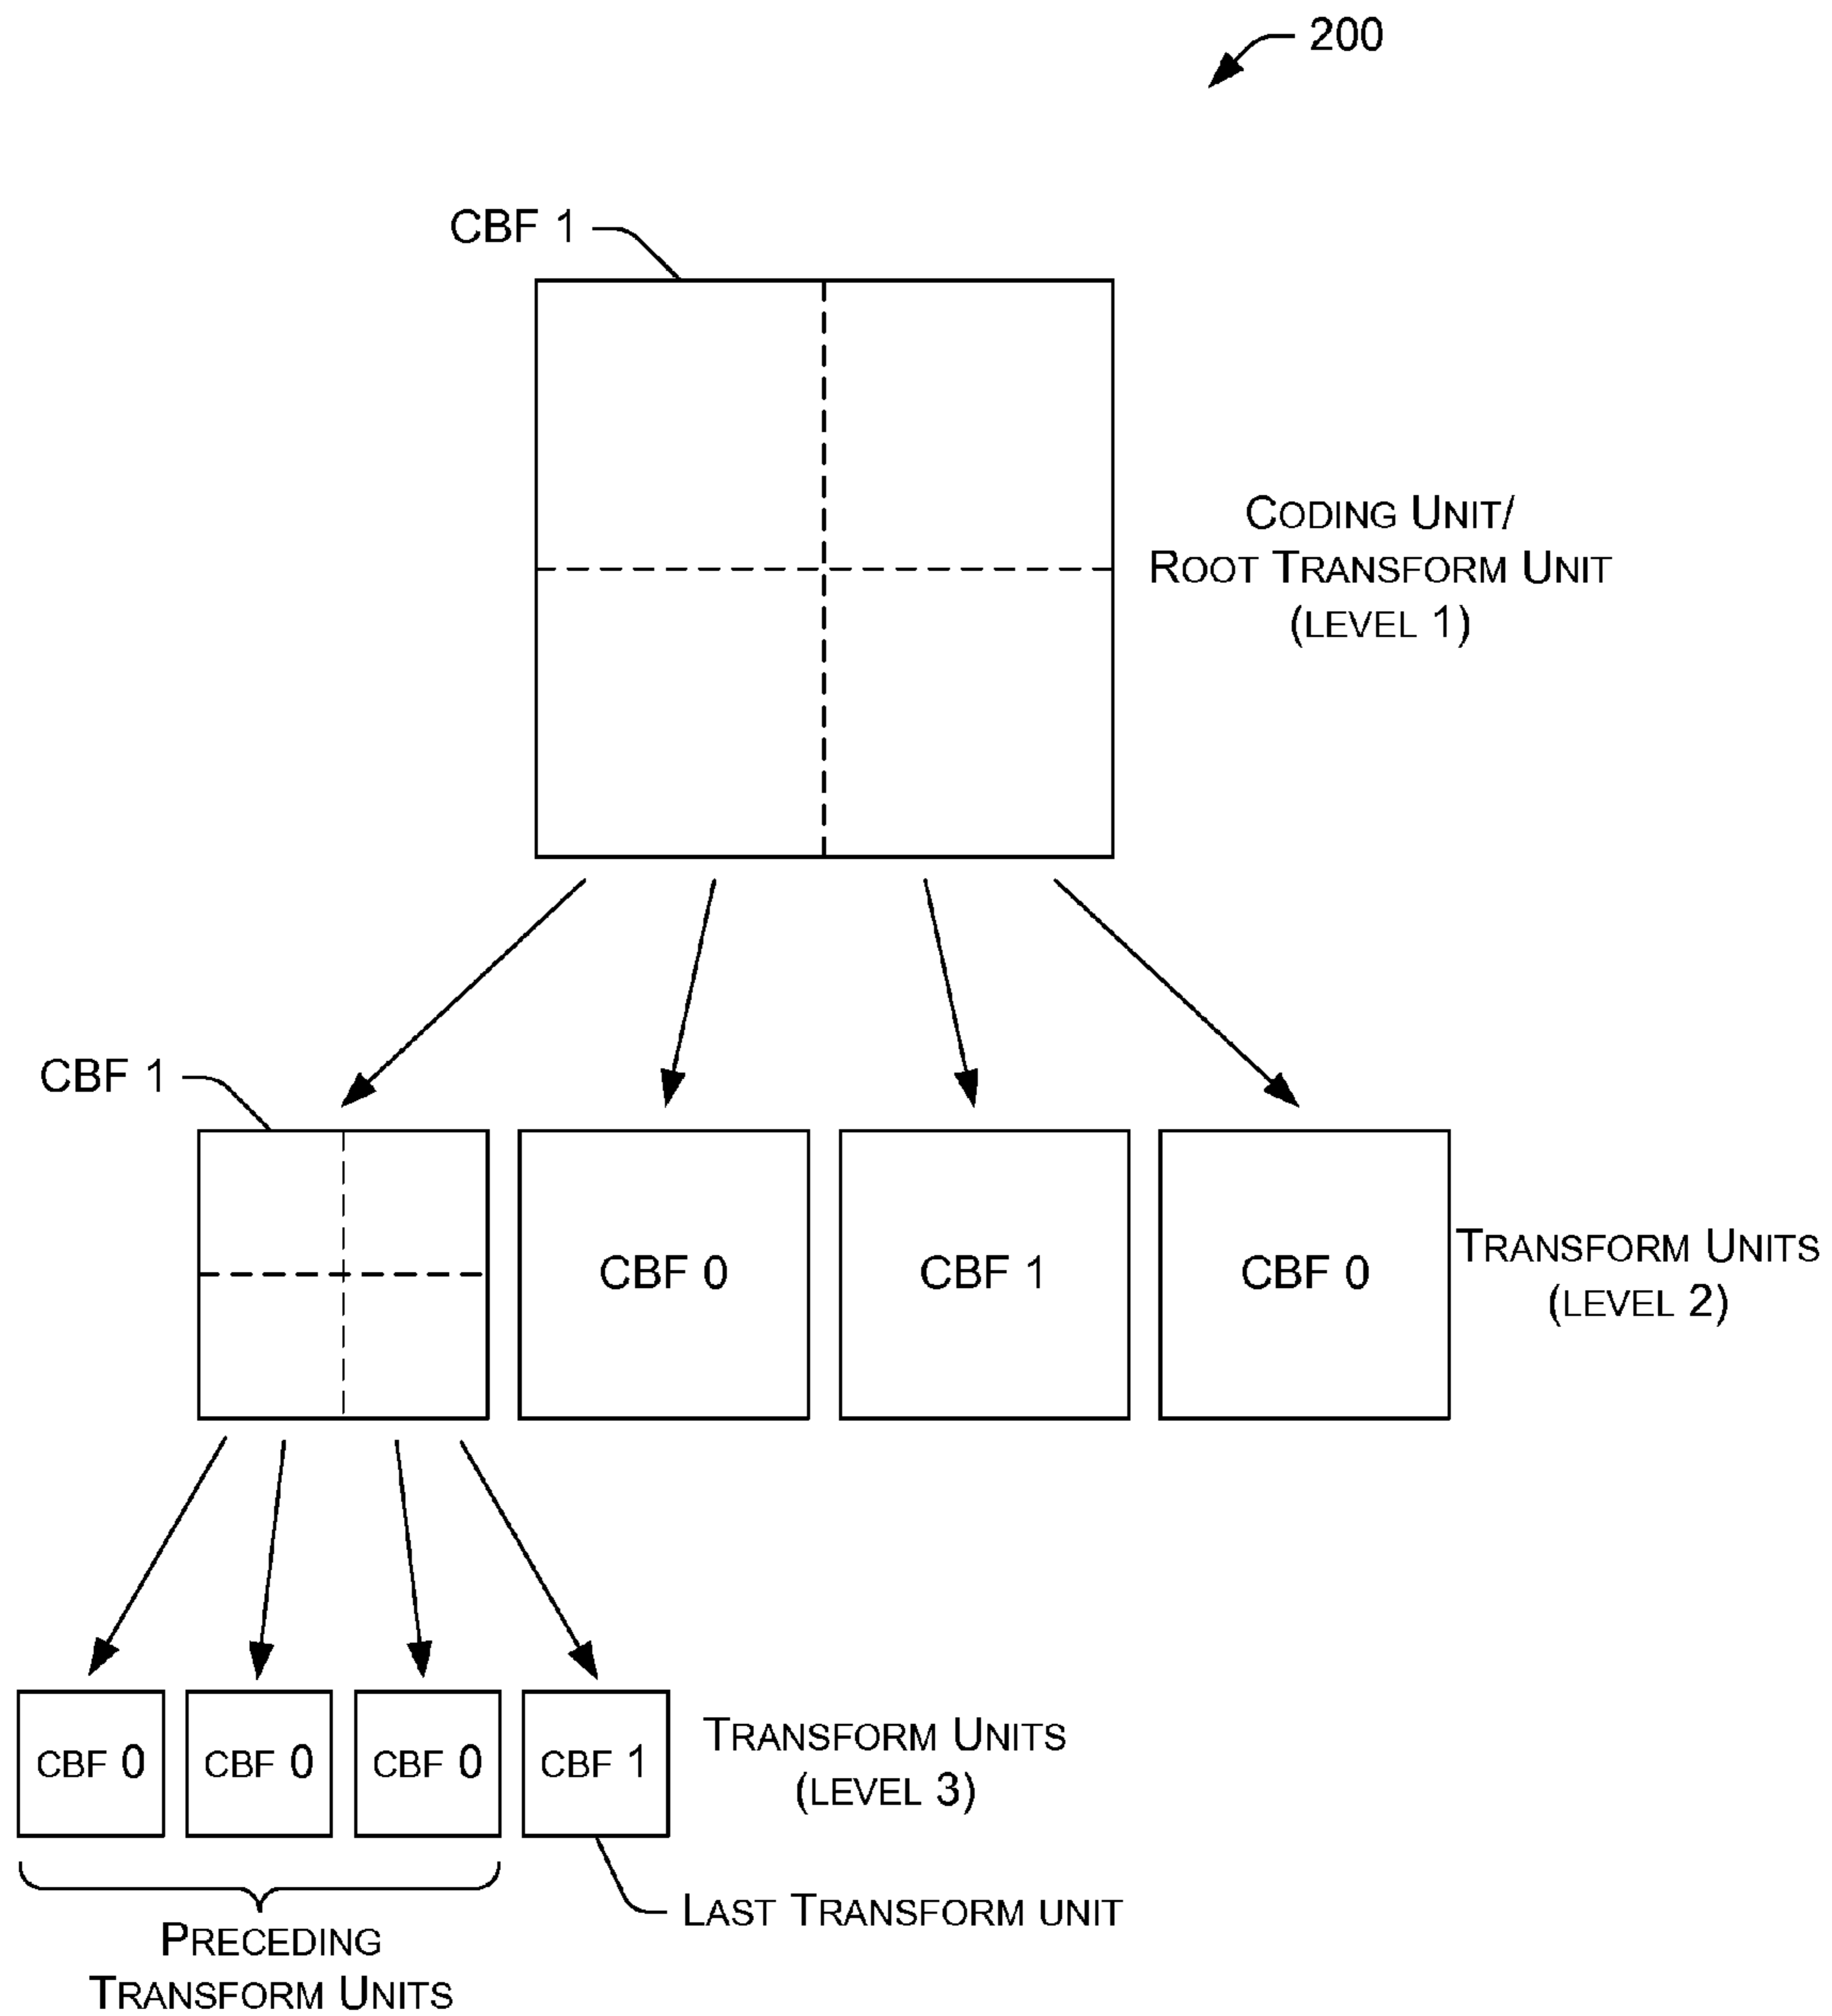 200
CBF 1
CODING UNIT/
ROOT TRANSFORM UNIT
(LEVEL 1)
CBF 1
CBF 0
CBF 1
CBF 0
TRANSFORM UNITS
(LEVEL 2)
CBF 0
CBF 0
CBF 0
CBF 1
TRANSFORM UNITS
(LEVEL 3)
LAST TRANSFORM UNIT
PRECEDING
TRANSFORM UNITS